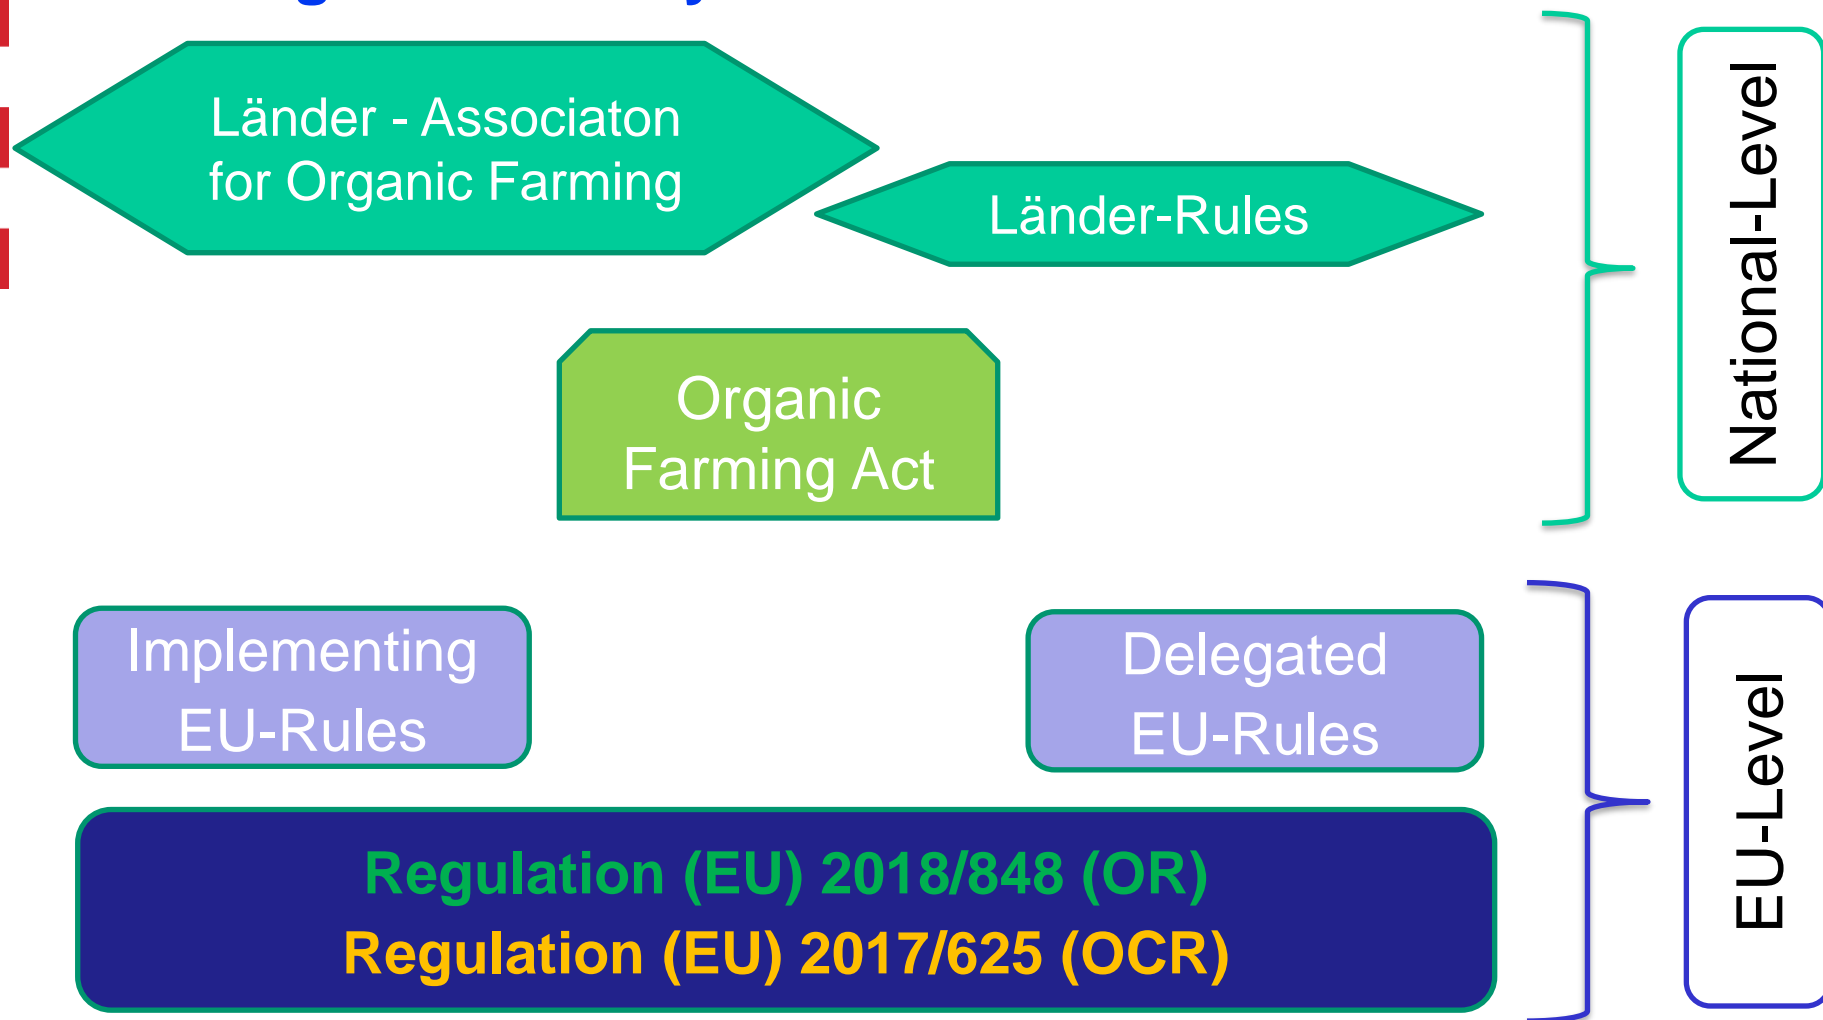 Länder - Associaton
for Organic Farming
Länder-Rules
National-Level
Organic
Farming Act
Implementing
EU-Rules
Delegated
EU-Rules
EU-Level
Regulation (EU) 2018/848 (OR)
Regulation (EU) 2017/625 (OCR)